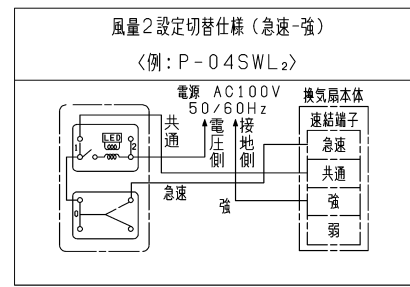 風量２設定切替仕様（急速-強）
〈例：P-04SWL₂〉
電源 AC100V
50/60Hz
換気扇本体
速結端子
急速
共通
強
弱
共通
電圧側
接地側
急速
強
LED
1
2
0